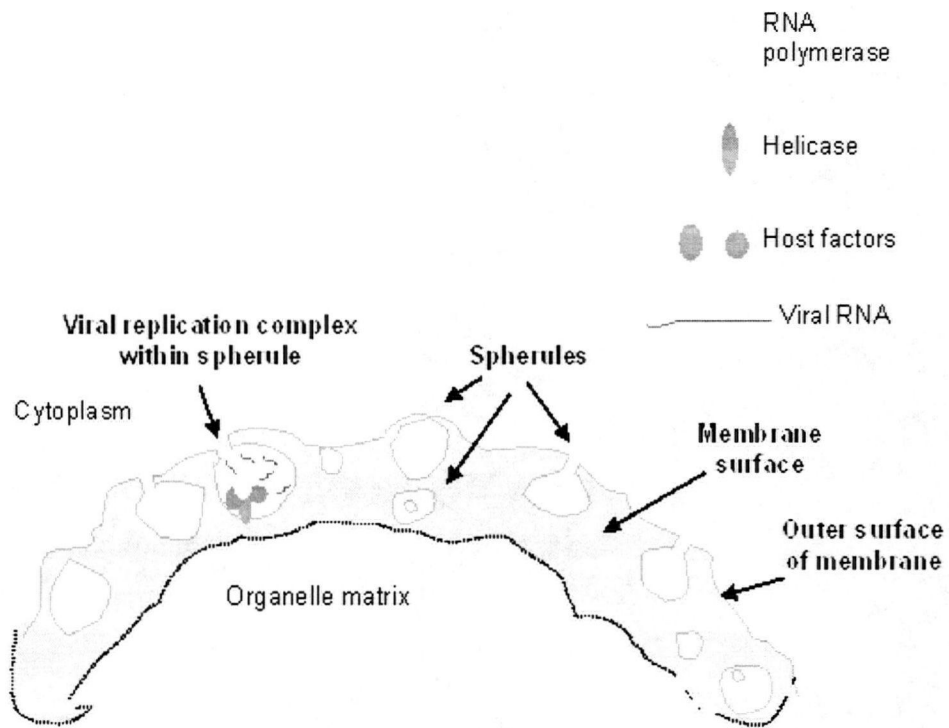 RNA
polymerase
Helicase
Host factors
Viral RNA
Viral replication complex
within spherule
Spherules
Cytoplasm
Membrane
surface
Outer surface
of membrane
Organelle matrix